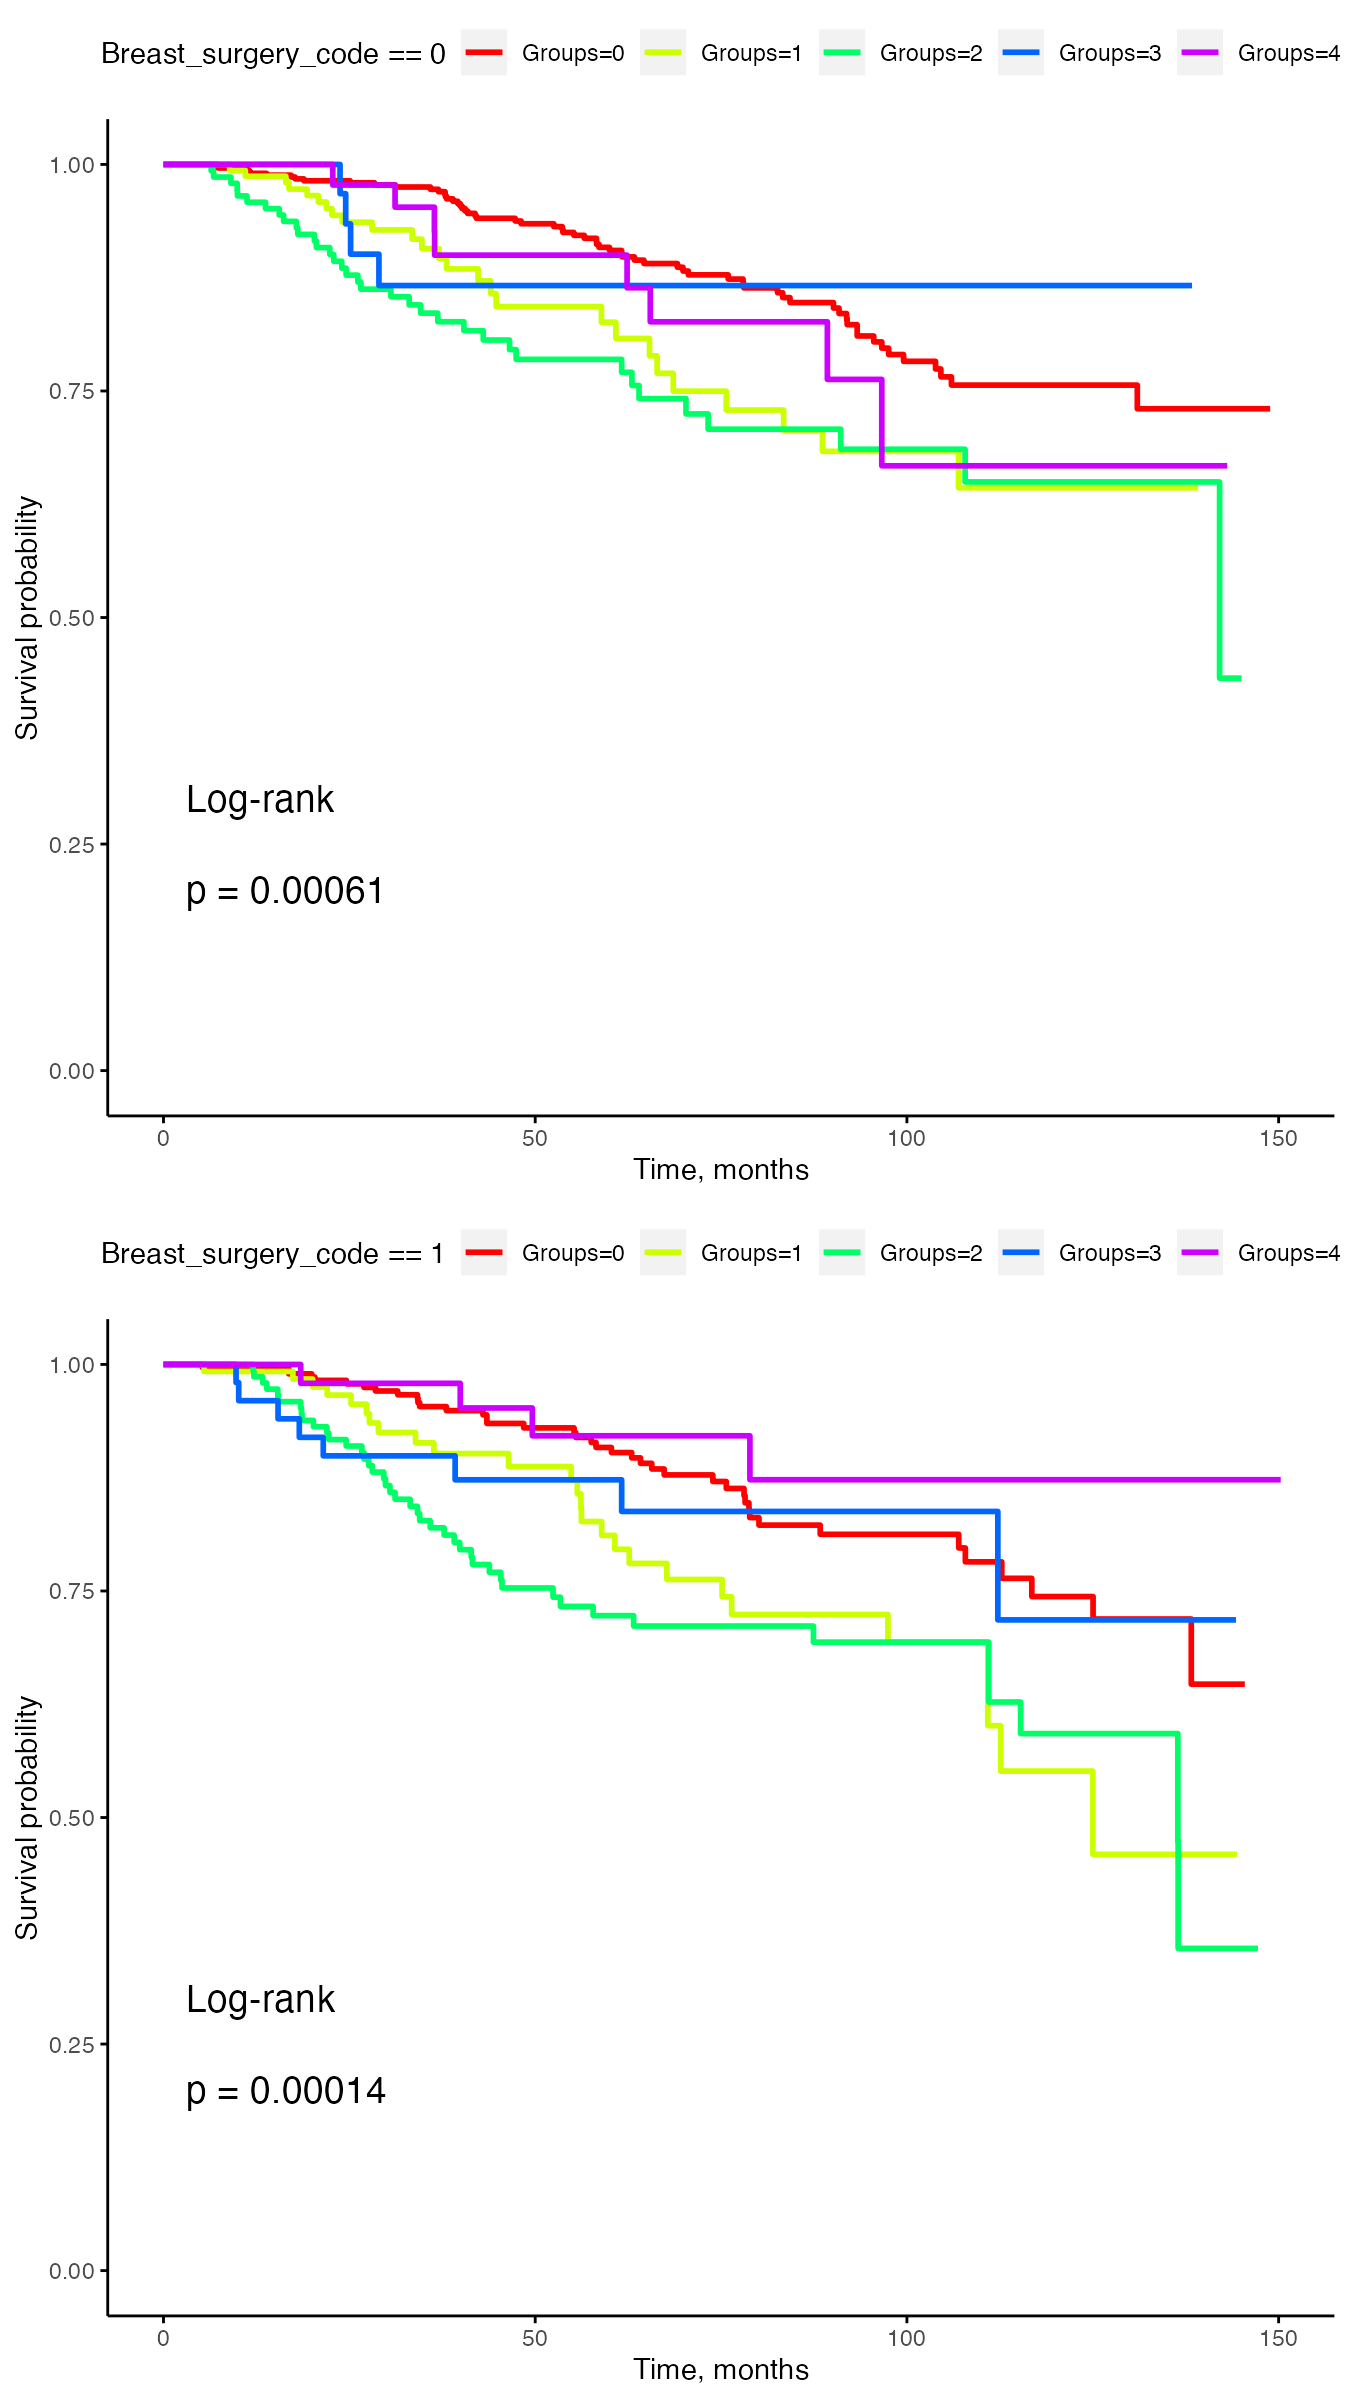 Breast_surgery_code == 0 Groups=0 Groups=1 Groups=2 Groups=3 Groups=4
1.00
0.75
0.50
0.25
0.00
Survival probability
Log-rank
p = 0.00061
0 50 100 150
Time, months
Breast_surgery_code == 1 Groups=0 Groups=1 Groups=2 Groups=3 Groups=4
1.00
0.75
0.50
0.25
0.00
Survival probability
Log-rank
p = 0.00014
0 50 100 150
Time, months